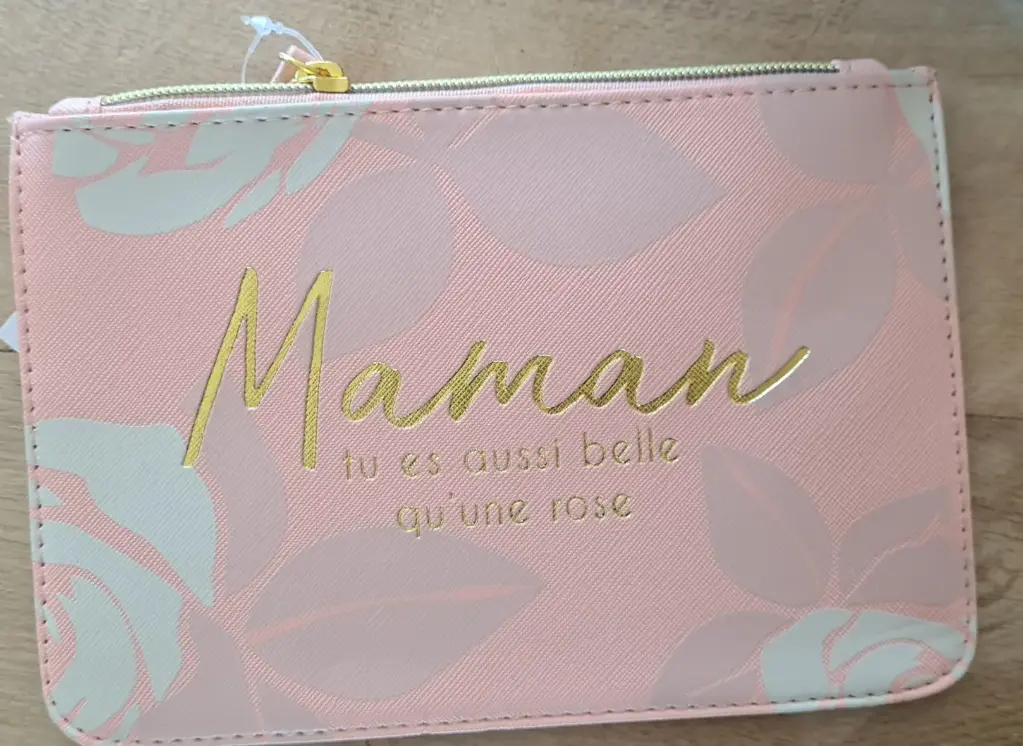 Maman
tu es aussi belle
qu'une rose